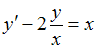 y' − 2 y/x = x